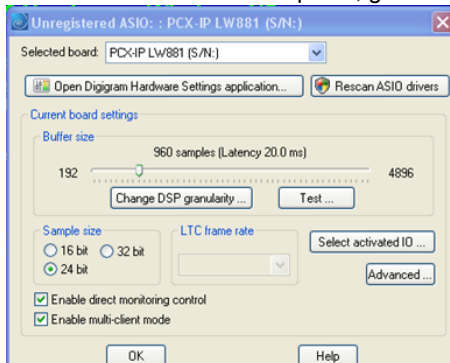 Unregistered ASIO: : PCX-IP LW881 (S/N:)
Selected board: PCX-IP LW881 (S/N:)
Open Digigram Hardware Settings application... Rescan ASIO drivers
Current board settings
Buffer size
960 samples (Latency 20.0 ms)
192 4896
Change DSP granularity ... Test ...
Sample size LTC frame rate
16 bit 32 bit Select activated IO ...
24 bit Advanced ...
Enable direct monitoring control
Enable multi-client mode
OK Help